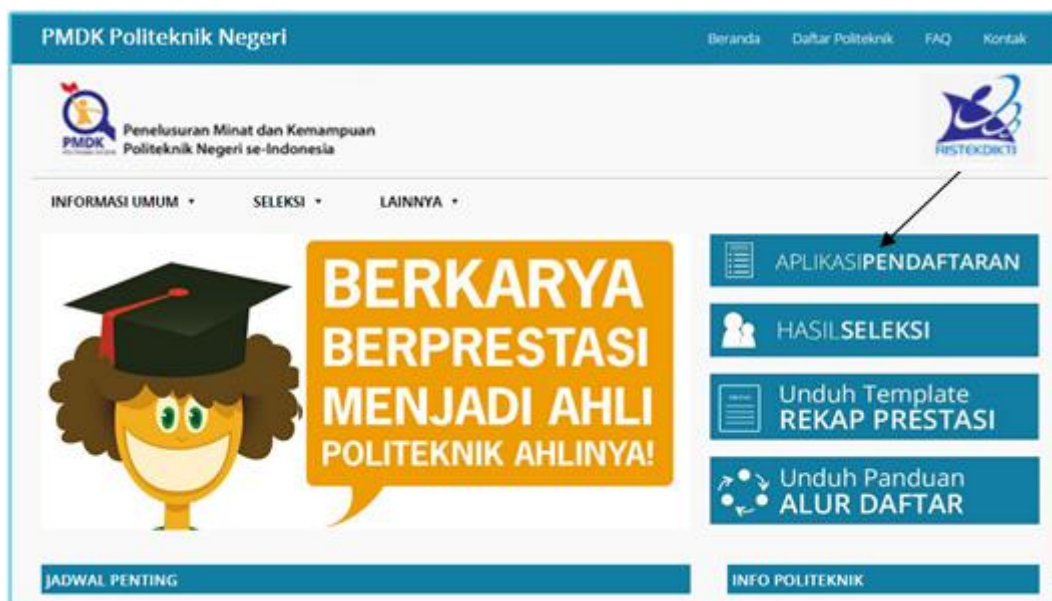 PMDK Politeknik Negeri
Beranda Daftar Politeknik FAQ Kontak
PMDK
Penelusuran Minat dan Kemampuan
Politeknik Negeri se-Indonesia
RISTEKDIKTI
INFORMASI UMUM SELEKSI LAINNYA
BERKARYA
BERPRESTASI
MENJADI AHLI
POLITEKNIK AHLINYA!
APLIKASIPENDAFTARAN
HASILSELEKSI
Unduh Template
REKAP PRESTASI
Unduh Panduan
ALUR DAFTAR
JADWAL PENTING
INFO POLITEKNIK